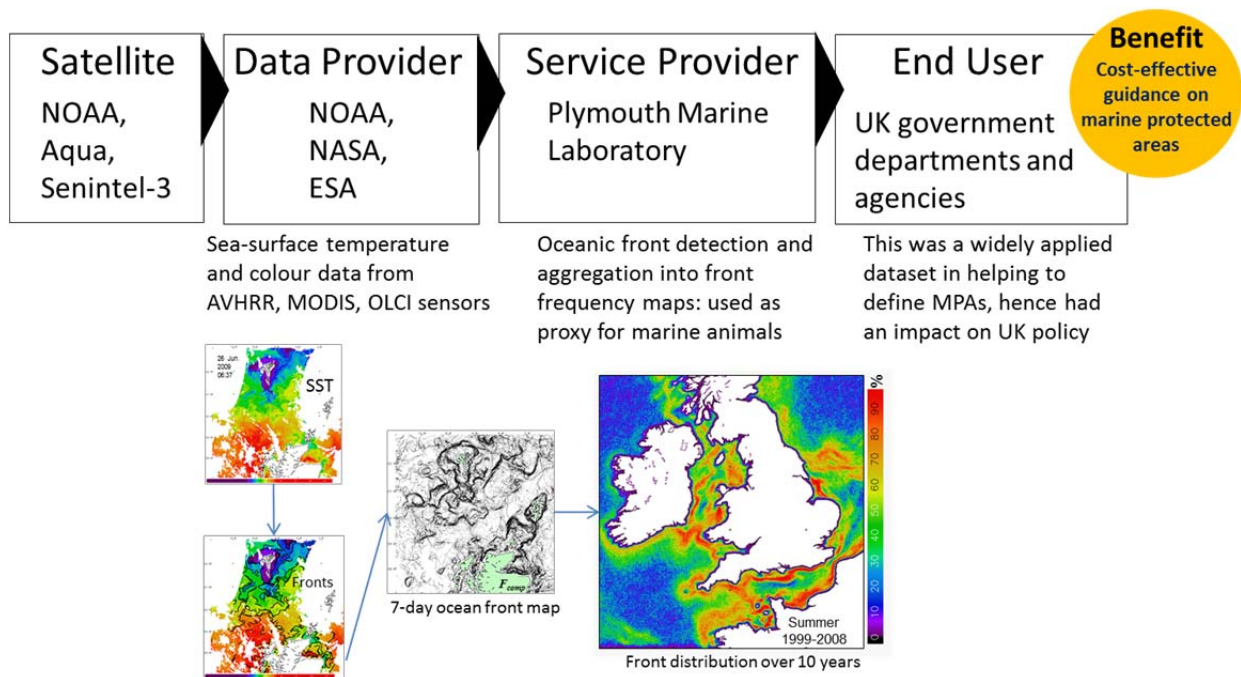 Satellite
NOAA,
Aqua,
Senintel-3
Data Provider
NOAA,
NASA,
ESA
Service Provider
Plymouth Marine
Laboratory
End User
UK government
departments and
agencies
Benefit
Cost-effective
guidance on
marine protected
areas
Sea-surface temperature
and colour data from
AVHRR, MODIS, OLCI sensors
Oceanic front detection and
aggregation into front
frequency maps: used as
proxy for marine animals
This was a widely applied
dataset in helping to
define MPAs, hence had
an impact on UK policy
26 Jun.
2009
06:37
SST
Fronts
F comp
7-day ocean front map
%
90
80
70
60
50
40
30
20
10
0
Summer
1999-2008
Front distribution over 10 years